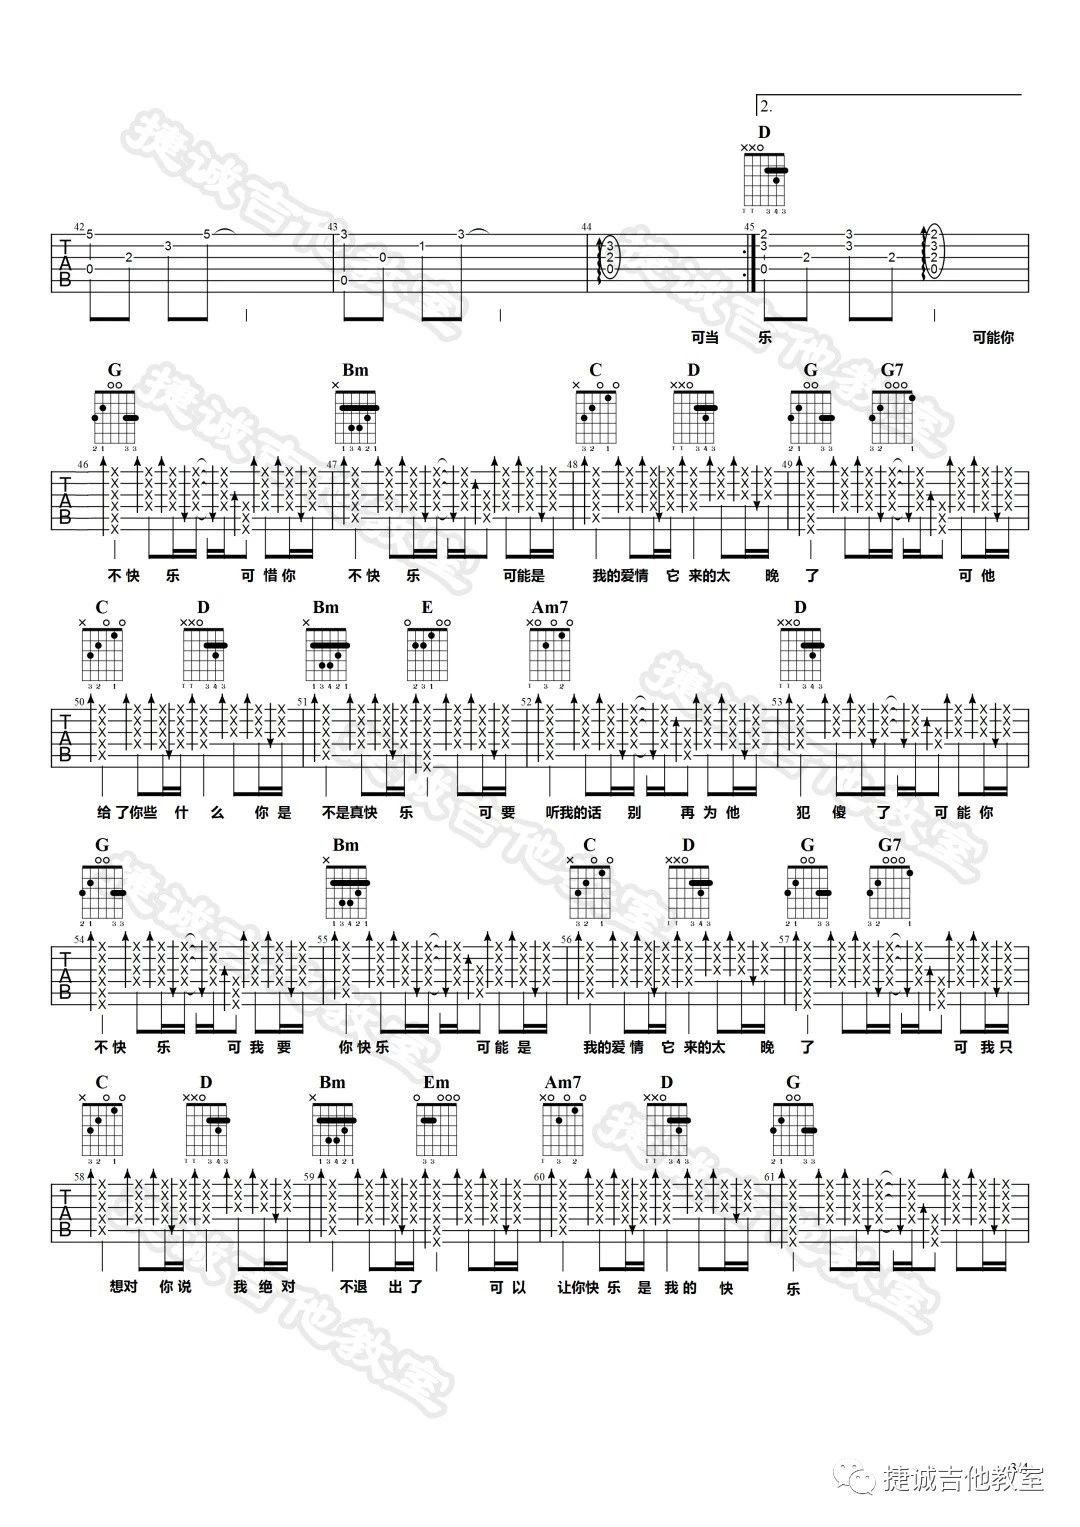 2.
D
42 43 44 45
可当 乐 可能你
G Bm C D G G7
46 47 48 49
不快乐 可惜你 不快乐 可能是 我的爱情它来的太晚了 可他
C D Bm E Am7 D
50 51 52 53
给了你些什么你是 不是真快乐 可要 听我的话别 再为他 犯傻了 可能你
G Bm C D G G7
54 55 56 57
不快乐 可我要 你快乐 可能是 我的爱情它来的太晚了 可我只
C D Bm Em Am7 D G
58 59 60 61
想对你说 我绝对 不退出了 可以 让你快乐是我的快 乐
3/4
捷诚吉他教室